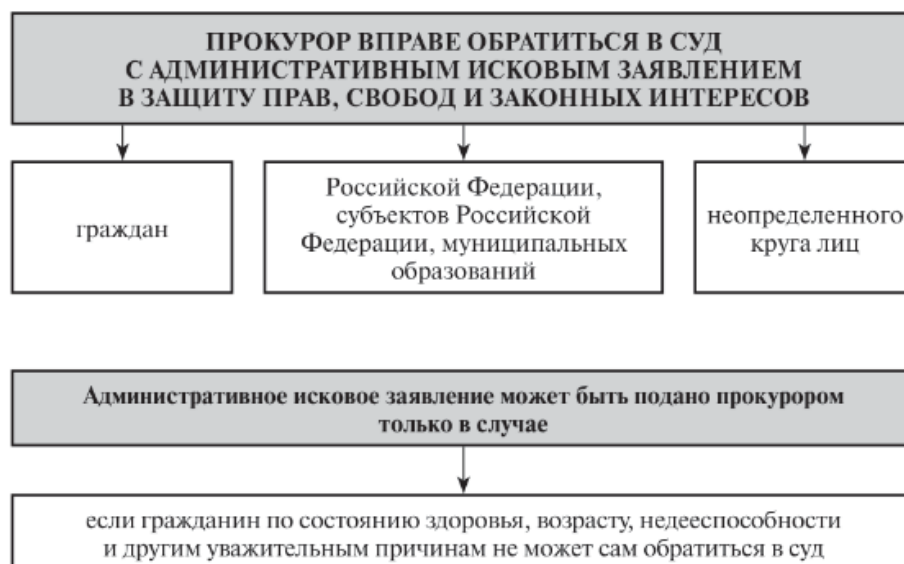 ПРОКУРОР ВПРАВЕ ОБРАТИТЬСЯ В СУД
С АДМИНИСТРАТИВНЫМ ИСКОВЫМ ЗАЯВЛЕНИЕМ
В ЗАЩИТУ ПРАВ, СВОБОД И ЗАКОННЫХ ИНТЕРЕСОВ
граждан
Российской Федерации,
субъектов Российской
Федерации, муниципальных
образований
неопределенного
круга лиц
Административное исковое заявление может быть подано прокурором
только в случае
если гражданин по состоянию здоровья, возрасту, недееспособности
и другим уважительным причинам не может сам обратиться в суд